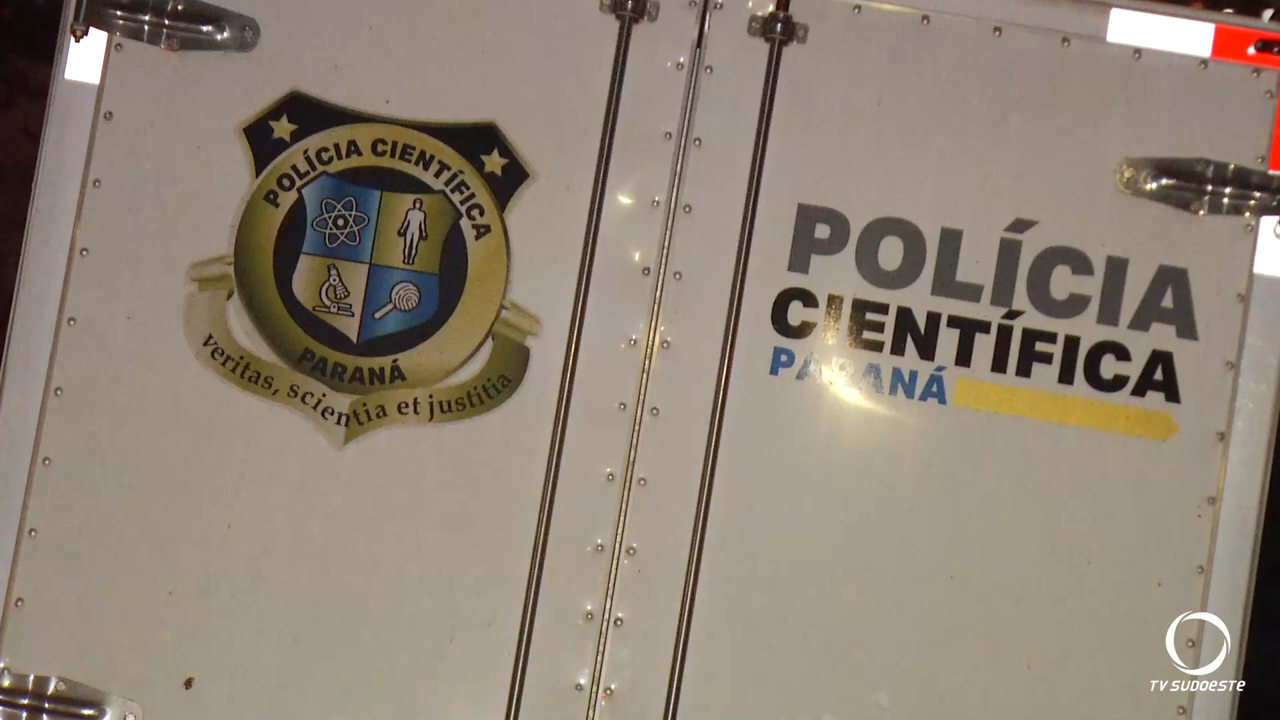 POLÍCIA CIENTÍFICA
PARANÁ
veritas, scientia et justitia
POLÍCIA
CIENTÍFICA
PARANÁ
TV SUDOESTE